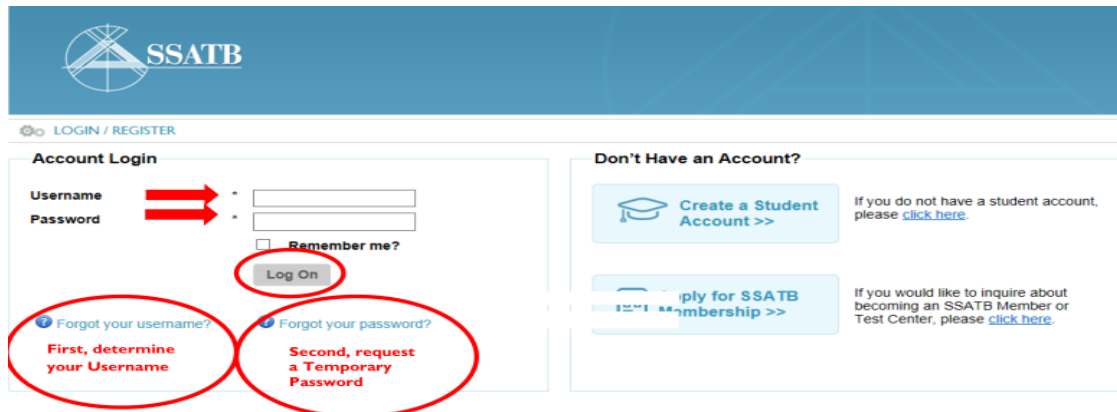 SSATB
LOGIN / REGISTER
Account Login
Username *
Password *
Remember me?
Log On
Forgot your username?
Forgot your password?
First, determine
your Username
Second, request
a Temporary
Password
Don't Have an Account?
Create a Student
Account >>
If you do not have a student account,
please click here.
for SSATB
Membership >>
If you would like to inquire about
becoming an SSATB Member or
Test Center, please click here.